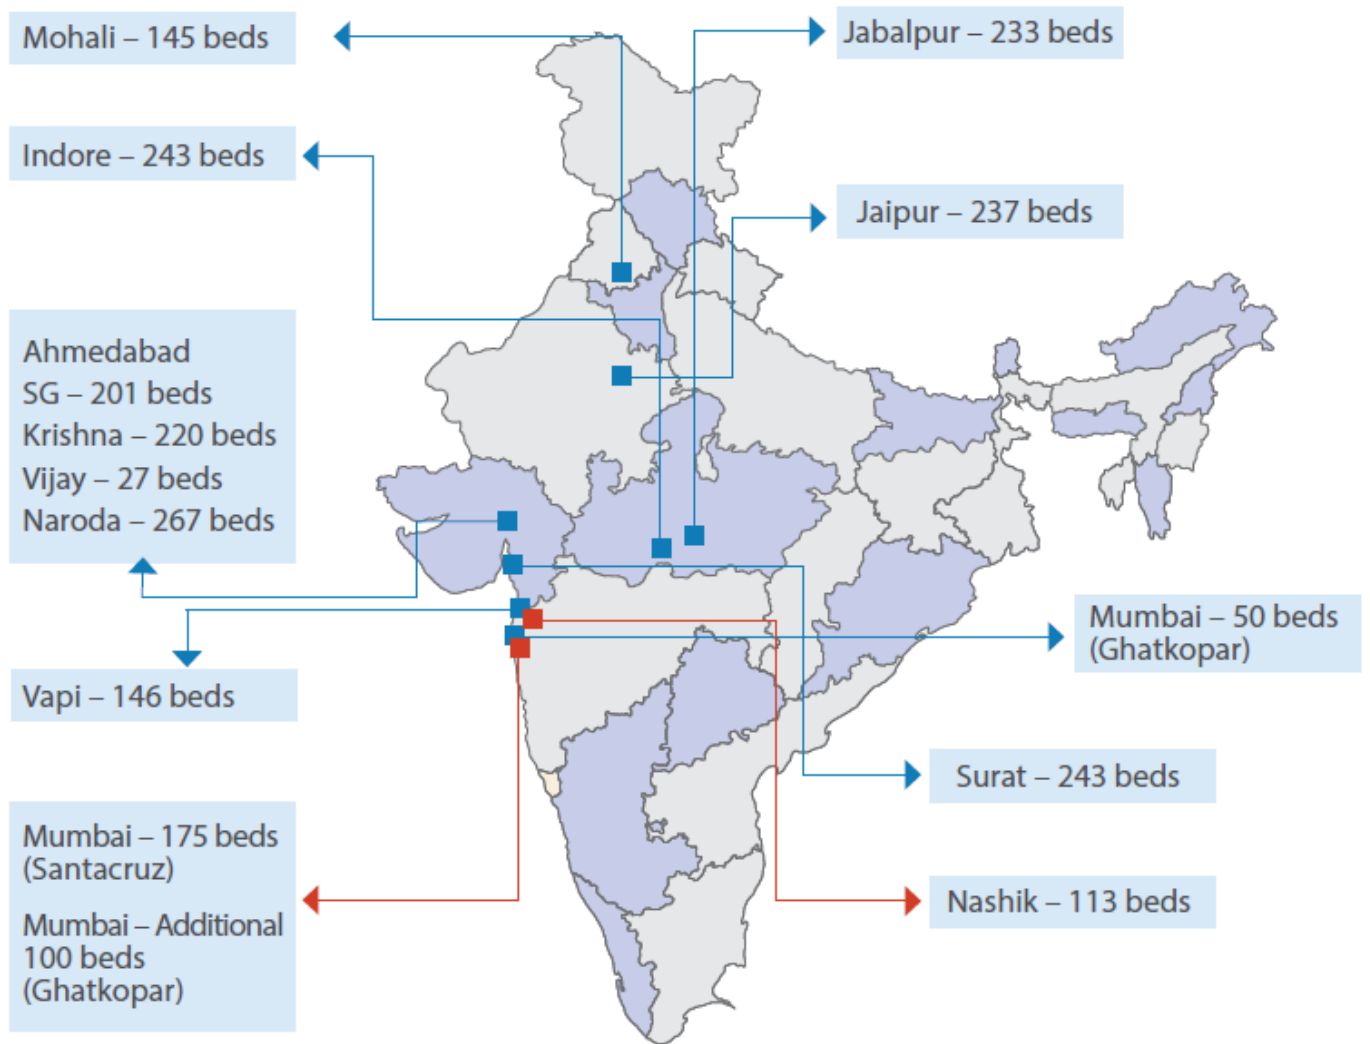 Mohali – 145 beds
Jabalpur – 233 beds
Indore – 243 beds
Jaipur – 237 beds
Ahmedabad
SG – 201 beds
Krishna – 220 beds
Vijay – 27 beds
Naroda – 267 beds
Mumbai – 50 beds
(Ghatkopar)
Vapi – 146 beds
Surat – 243 beds
Mumbai – 175 beds
(Santacruz)
Mumbai – Additional
100 beds
(Ghatkopar)
Nashik – 113 beds